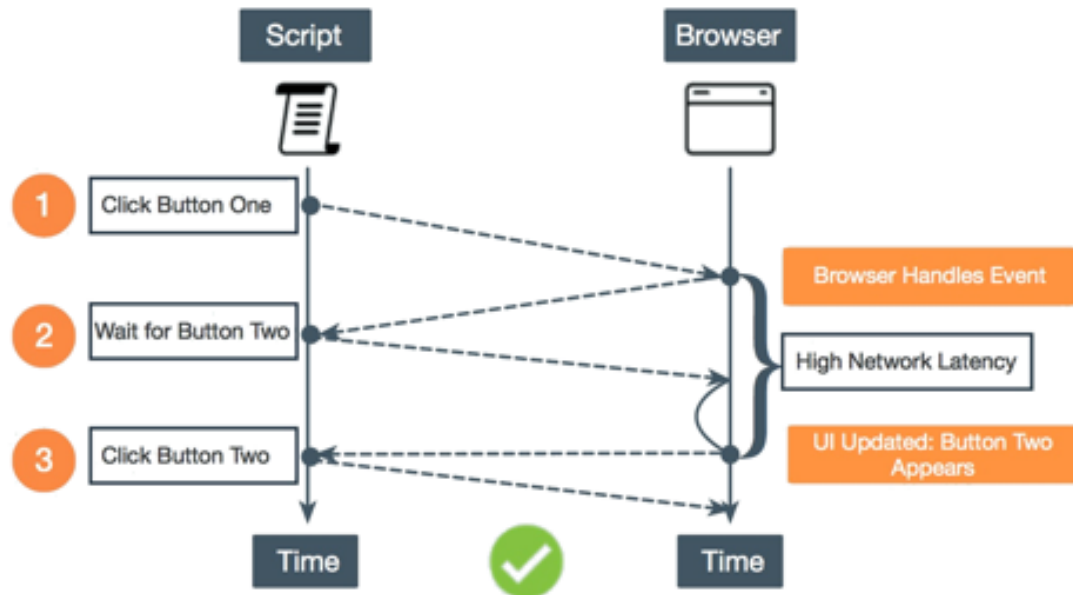 Script
Browser
1
Click Button One
Browser Handles Event
2
Wait for Button Two
High Network Latency
3
Click Button Two
UI Updated: Button Two
Appears
Time
Time